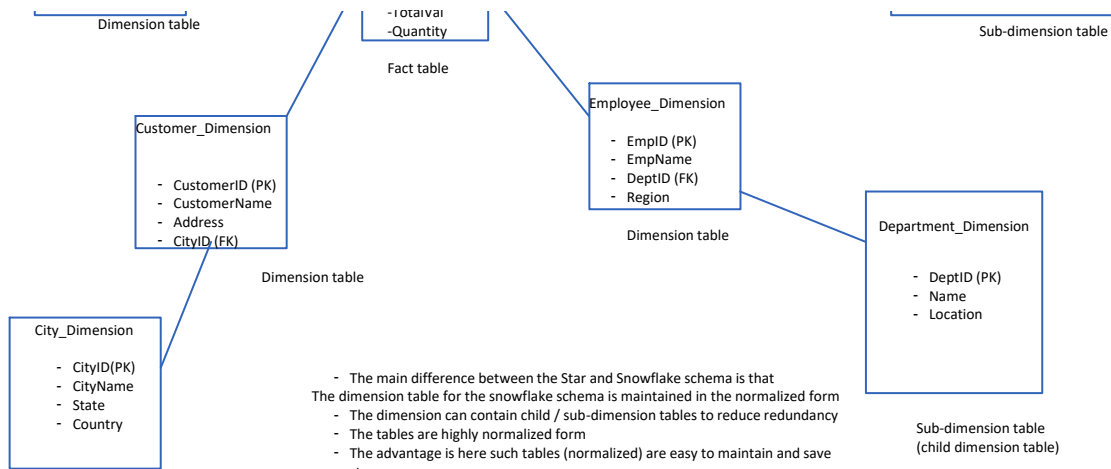 -TotalVal
-Quantity
Dimension table
Sub-dimension table
Fact table
Employee_Dimension
- EmpID (PK)
- EmpName
- DeptID (FK)
- Region
Dimension table
Customer_Dimension
- CustomerID (PK)
- CustomerName
- Address
- CityID (FK)
Dimension table
Department_Dimension
- DeptID (PK)
- Name
- Location
Sub-dimension table
(child dimension table)
City_Dimension
- CityID(PK)
- CityName
- State
- Country
- The main difference between the Star and Snowflake schema is that
The dimension table for the snowflake schema is maintained in the normalized form
- The dimension can contain child / sub-dimension tables to reduce redundancy
- The tables are highly normalized form
- The advantage is here such tables (normalized) are easy to maintain and save